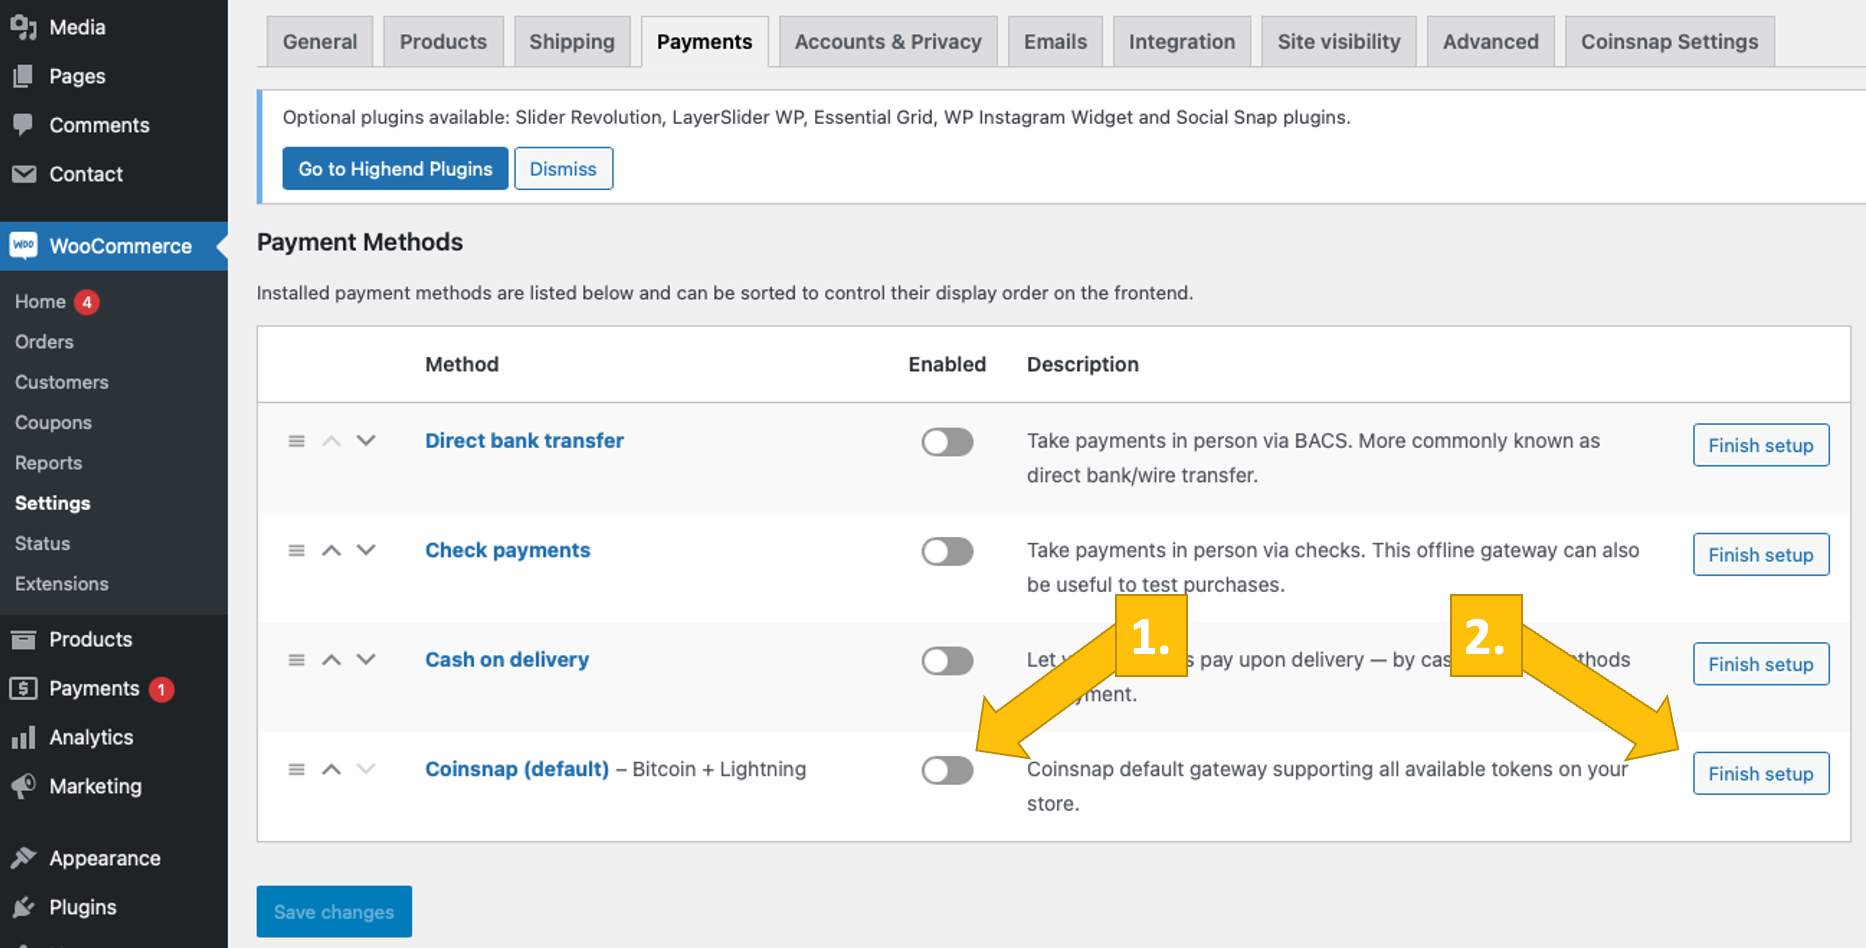 Media
Pages
Comments
Contact
WOO WooCommerce
Home 4
Orders
Customers
Coupons
Reports
Settings
Status
Extensions
Products
Payments 1
Analytics
Marketing
Appearance
Plugins
General Products Shipping Payments Accounts & Privacy Emails Integration Site visibility Advanced Coinsnap Settings
Optional plugins available: Slider Revolution, LayerSlider WP, Essential Grid, WP Instagram Widget and Social Snap plugins.
Go to Highend Plugins Dismiss
Payment Methods
Installed payment methods are listed below and can be sorted to control their display order on the frontend.
Method Enabled Description
Direct bank transfer Take payments in person via BACS. More commonly known as Finish setup
direct bank/wire transfer.
Check payments Take payments in person via checks. This offline gateway can also Finish setup
be useful to test purchases.
1. 2.
Cash on delivery Let pay upon delivery — by Finish setup
Coinsnap (default) – Bitcoin + Lightning Coinsnap default gateway supporting all available tokens on your Finish setup
store.
Save changes